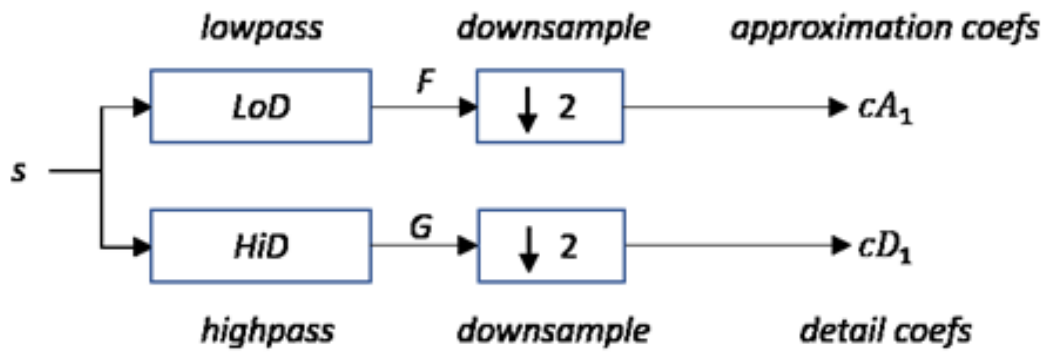 lowpass downsample approximation coefs
F
LoD ↓ 2 cA₁
s
G
HiD ↓ 2 cD₁
highpass downsample detail coefs